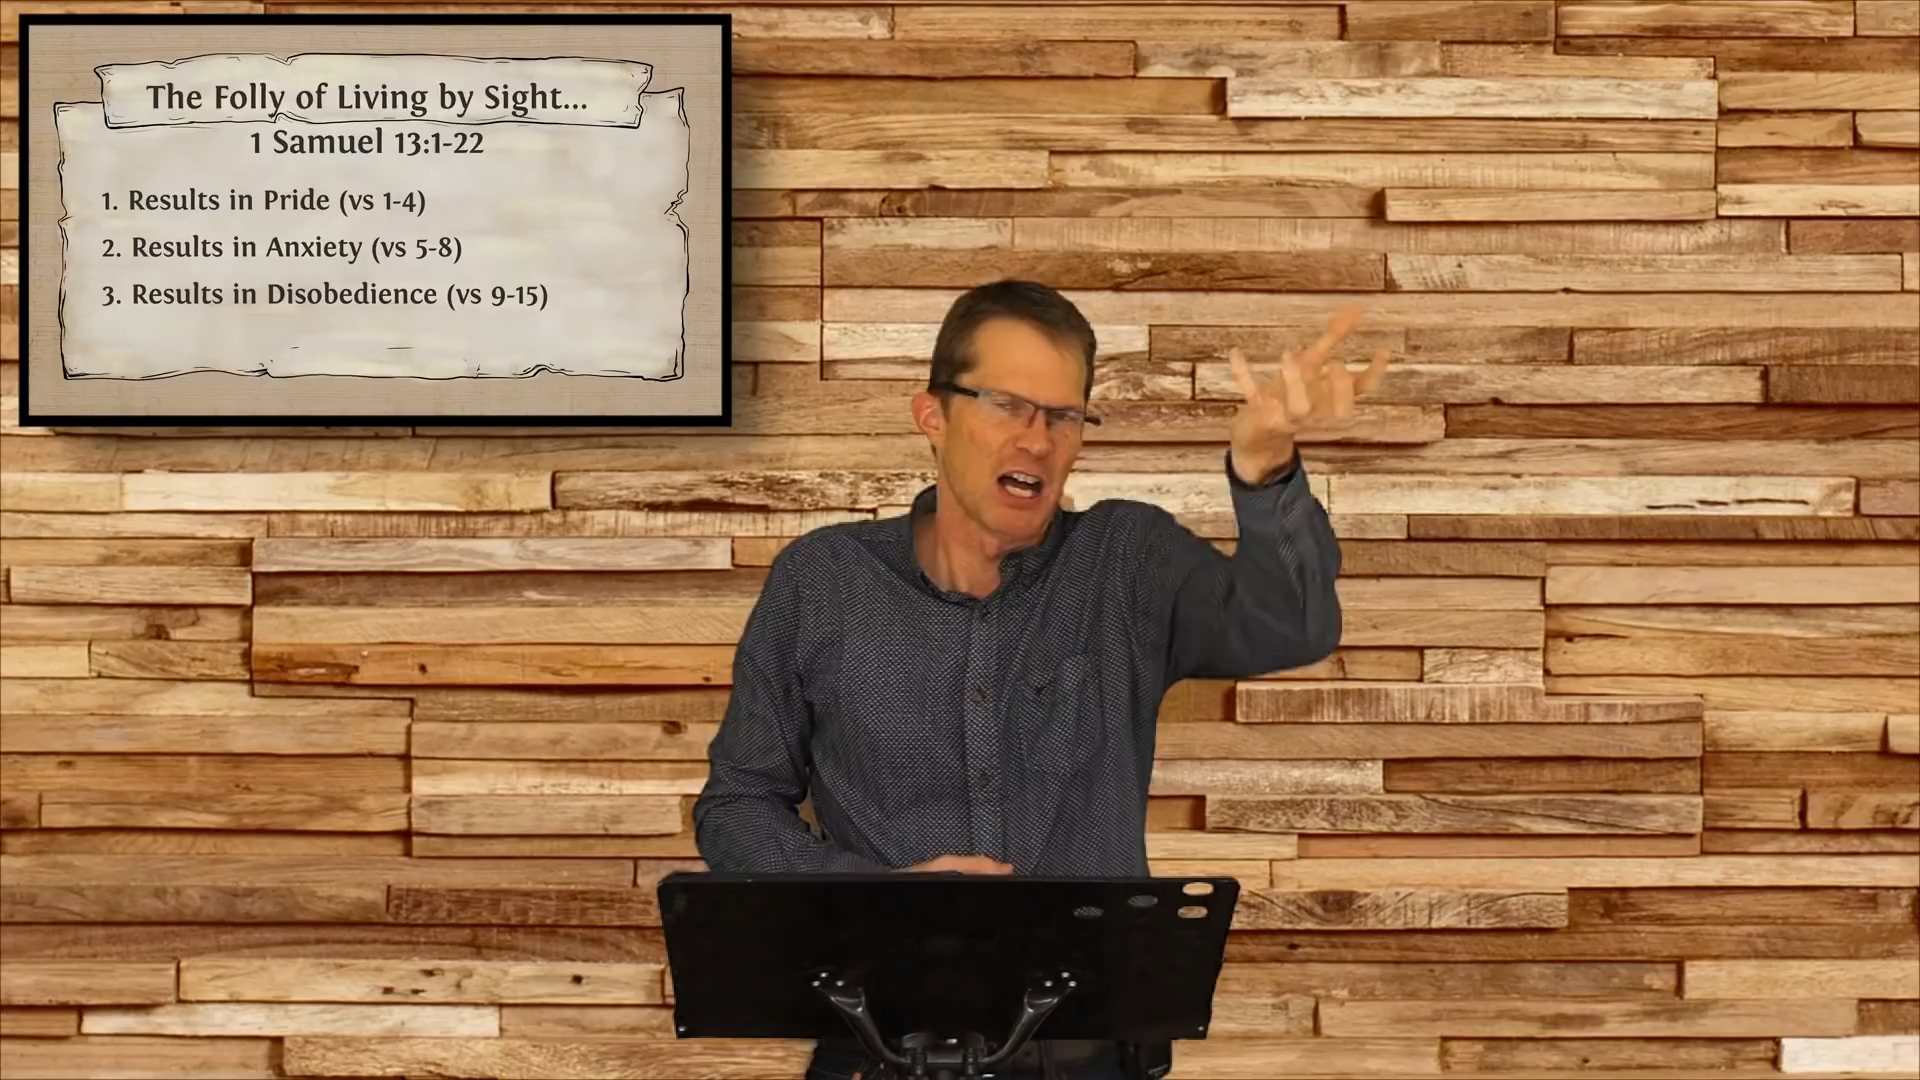 The Folly of Living by Sight...
1 Samuel 13:1-22
1. Results in Pride (vs 1-4)
2. Results in Anxiety (vs 5-8)
3. Results in Disobedience (vs 9-15)